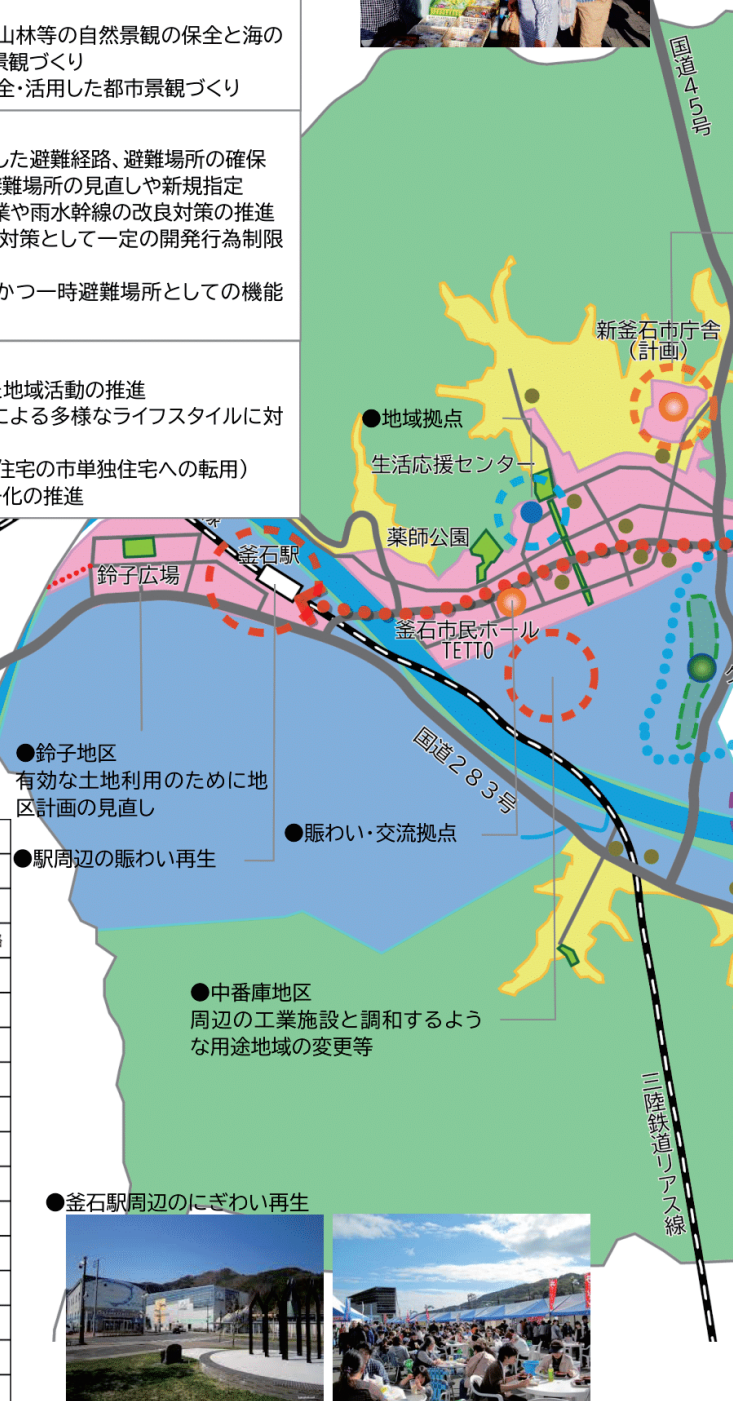 山林等の自然景観の保全と海の
景観づくり
全・活用した都市景観づくり
した避難経路、避難場所の確保
避難場所の見直しや新規指定
業や雨水幹線の改良対策の推進
対策として一定の開発行為制限
かつ一時避難場所としての機能
地域活動の推進
による多様なライフスタイルに対
住宅の市単独住宅への転用）
化の推進
国道45号
新釜石市庁舎
（計画）
●地域拠点
生活応援センター
薬師公園
釜石駅
鈴子広場
釜石市民ホール
TETTO
●鈴子地区
有効な土地利用のために地
区計画の見直し
国道283号
●賑わい・交流拠点
●駅周辺の賑わい再生
●中番庫地区
周辺の工業施設と調和するよう
な用途地域の変更等
三陸鉄道リアス線
●釜石駅周辺のにぎわい再生